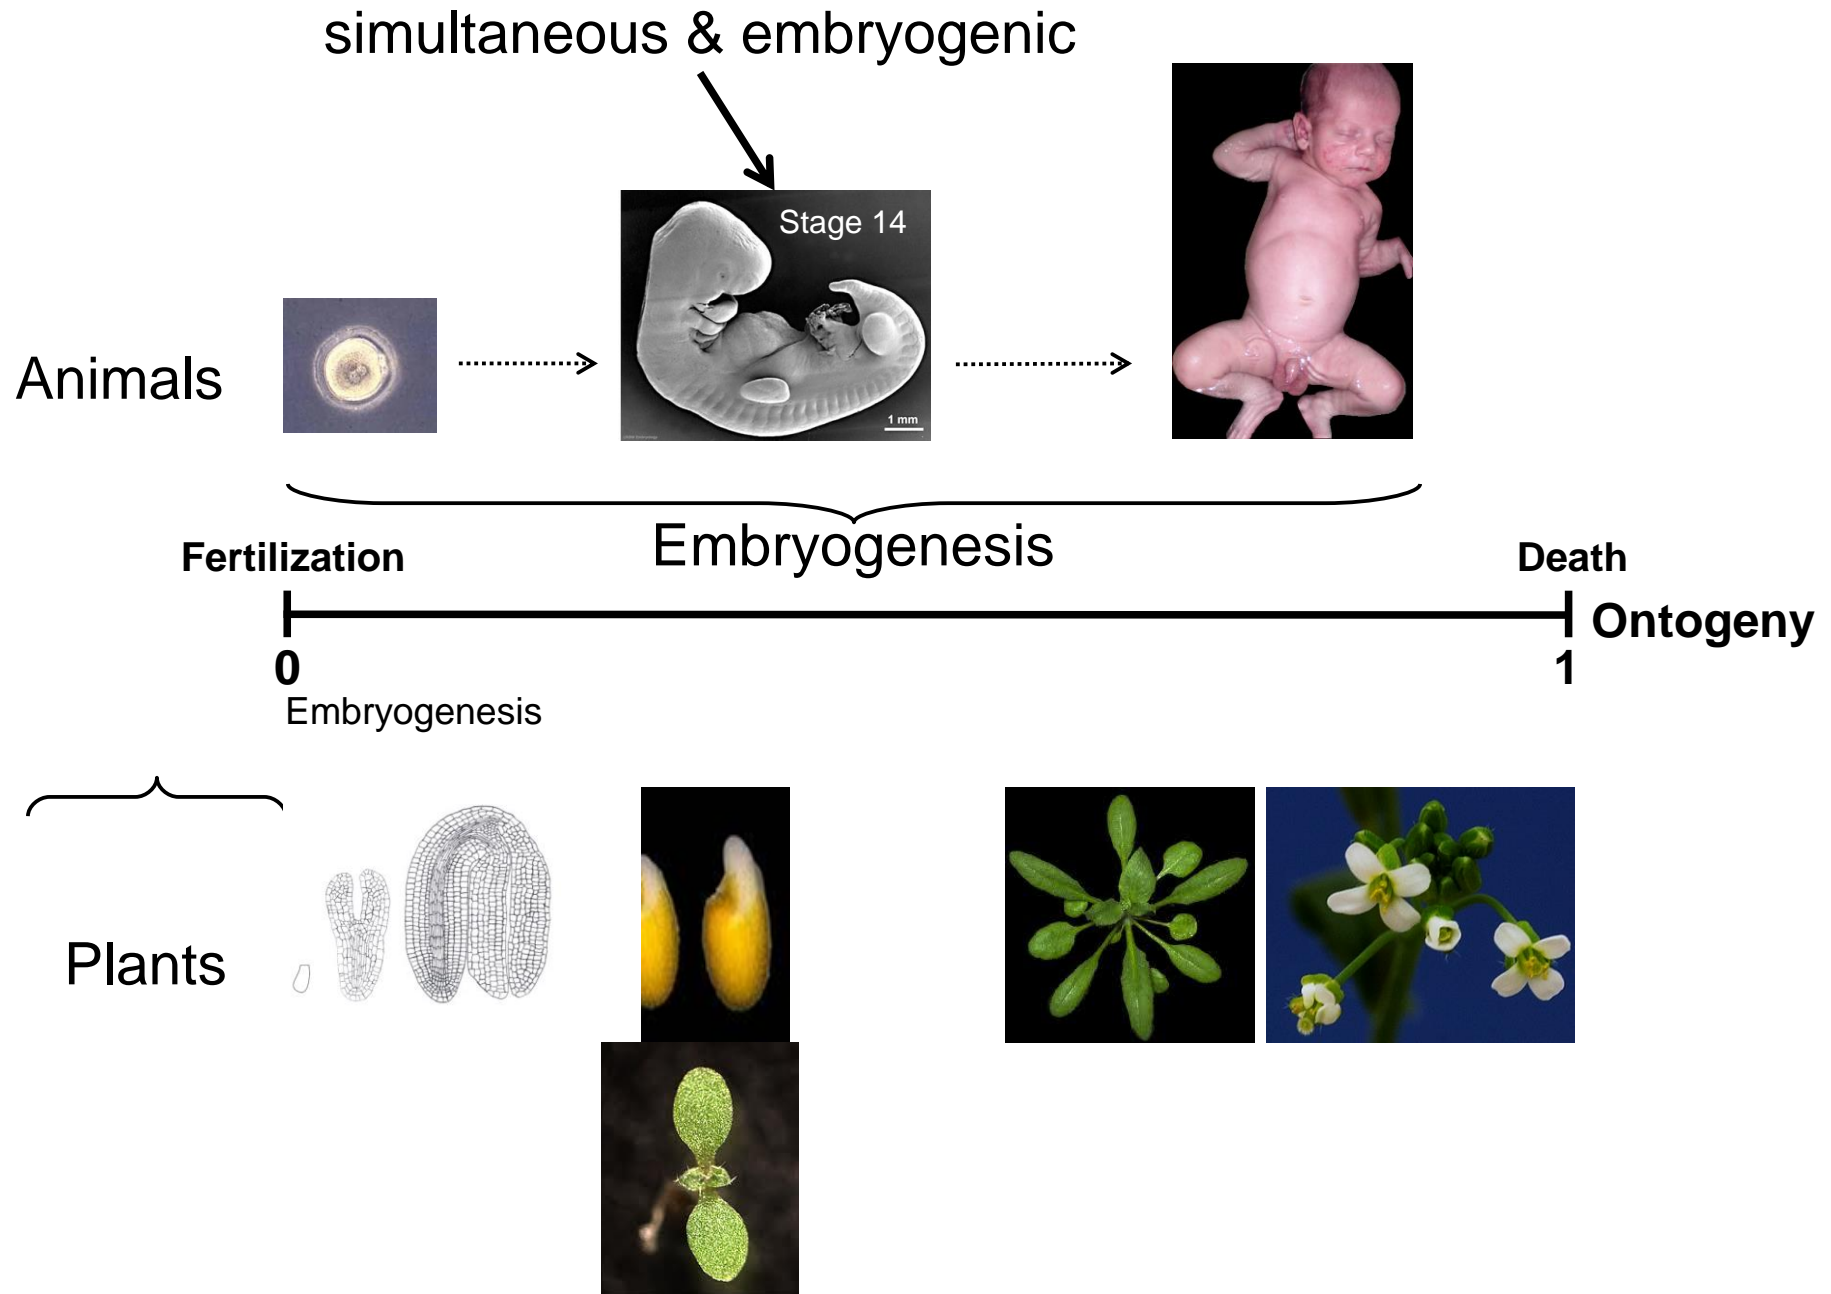 simultaneous & embryogenic
Stage 14
Animals
1 mm
Embryogenesis
Fertilization
Death
Ontogeny
0
1
Embryogenesis
Plants